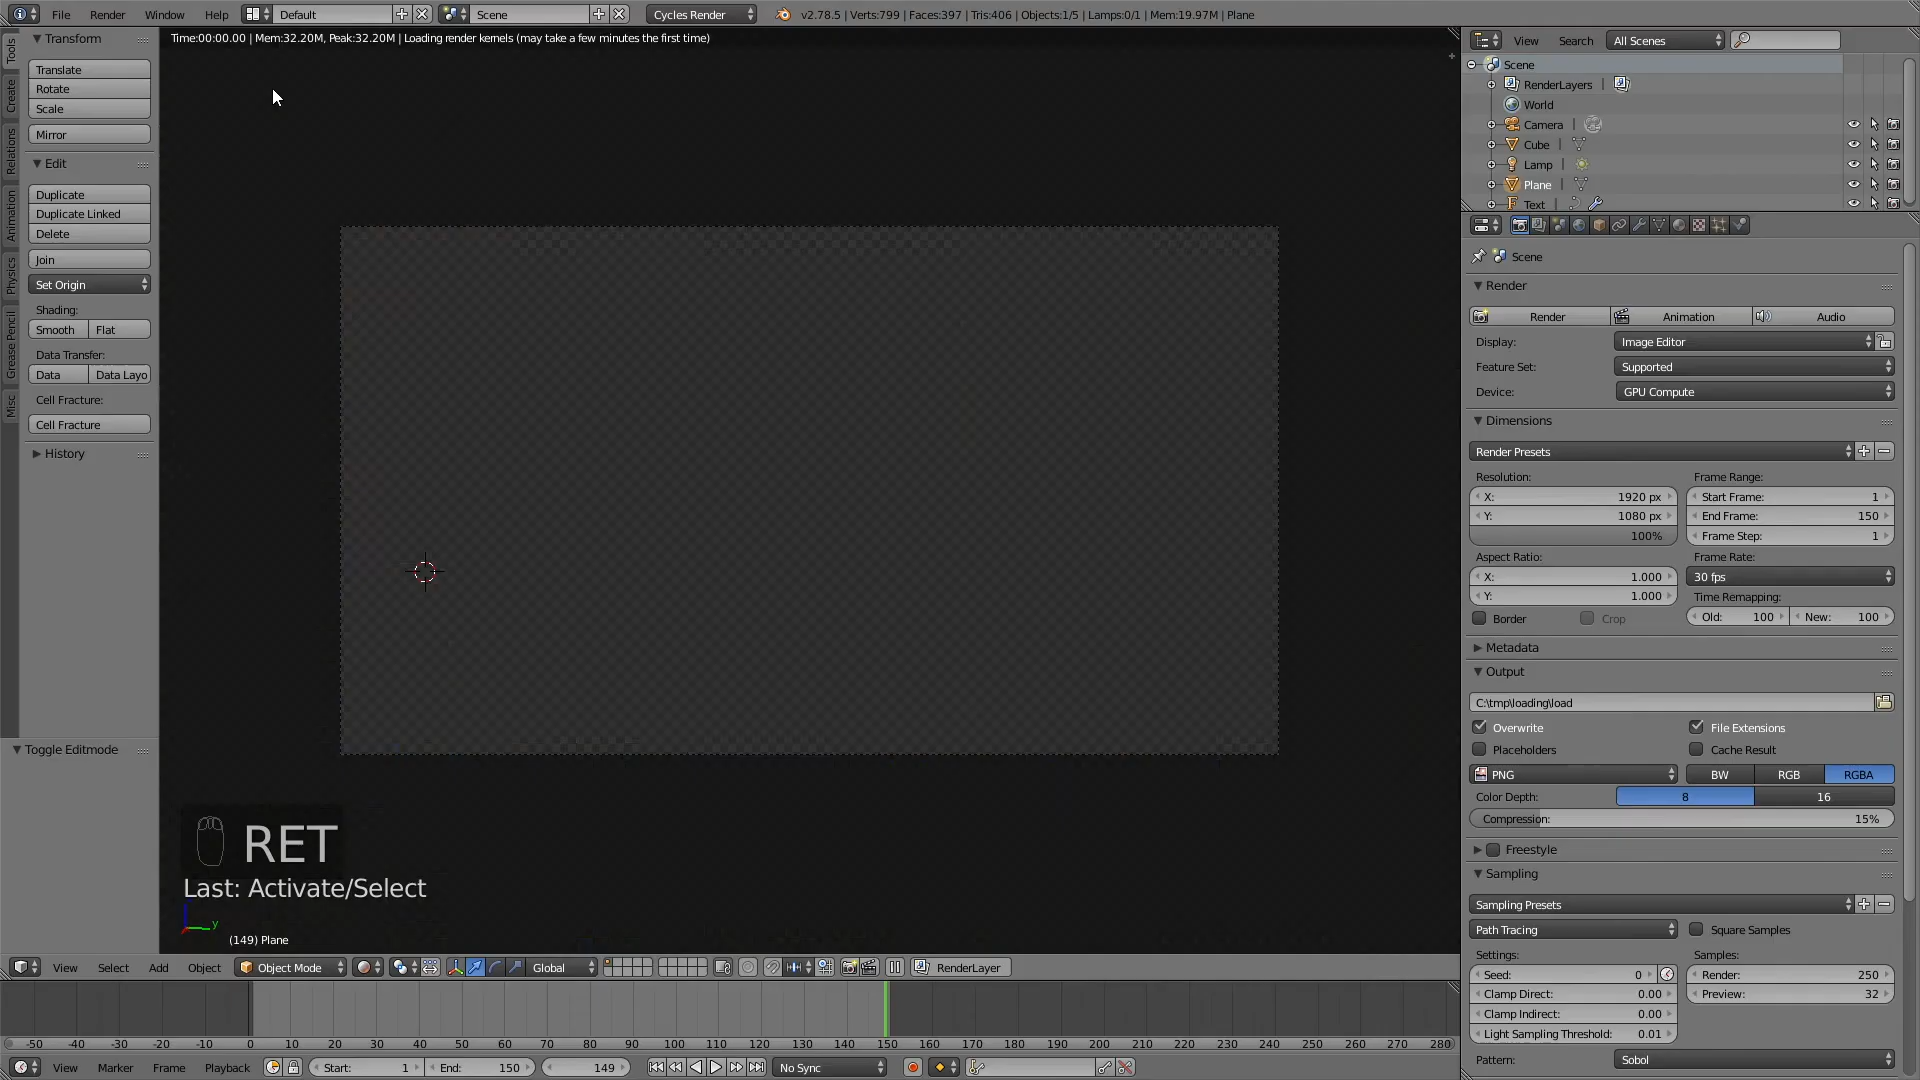 File Render Window Help Default Scene Cycles Render v2.78.5 | Verts:799 | Faces:397 | Tris:406 | Objects:1/5 | Lamps:0/1 | Mem:19.97M | Plane
Time:00:00.00 | Mem:32.20M, Peak:32.20M | Loading render kernels (may take a few minutes the first time)
Tools
Create
Relations
Animation
Physics
Grease Pencil
Misc
Transform
Translate
Rotate
Scale
Mirror
Edit
Duplicate
Duplicate Linked
Delete
Join
Set Origin
Shading:
Smooth Flat
Data Transfer:
Data Data Layo
Cell Fracture:
Cell Fracture
History
Toggle Editmode
RET
Last: Activate/Select
y
(149) Plane
View Search All Scenes
Scene
RenderLayers |
World
Camera |
Cube |
Lamp |
Plane |
Text |
Scene
Render
Render Animation Audio
Display: Image Editor
Feature Set: Supported
Device: GPU Compute
Dimensions
Render Presets
Resolution: Frame Range:
X: 1920 px Start Frame: 1
Y: 1080 px End Frame: 150
100% Frame Step: 1
Aspect Ratio: Frame Rate:
X: 1.000 30 fps
Y: 1.000 Time Remapping:
Border Crop Old: 100 New: 100
Metadata
Output
C:\tmp\loading\load
Overwrite File Extensions
Placeholders Cache Result
PNG BW RGB RGBA
Color Depth: 8 16
Compression: 15%
Freestyle
Sampling
Sampling Presets
Path Tracing Square Samples
Settings: Samples:
Seed: 0 Render: 250
Clamp Direct: 0.00 Preview: 32
Clamp Indirect: 0.00
Light Sampling Threshold: 0.01
Pattern: Sobol
View Select Add Object Object Mode Global RenderLayer
-50 -40 -30 -20 -10 0 10 20 30 40 50 60 70 80 90 100 110 120 130 140 150 160 170 180 190 200 210 220 230 240 250 260 270 280
View Marker Frame Playback Start: 1 End: 150 149 No Sync